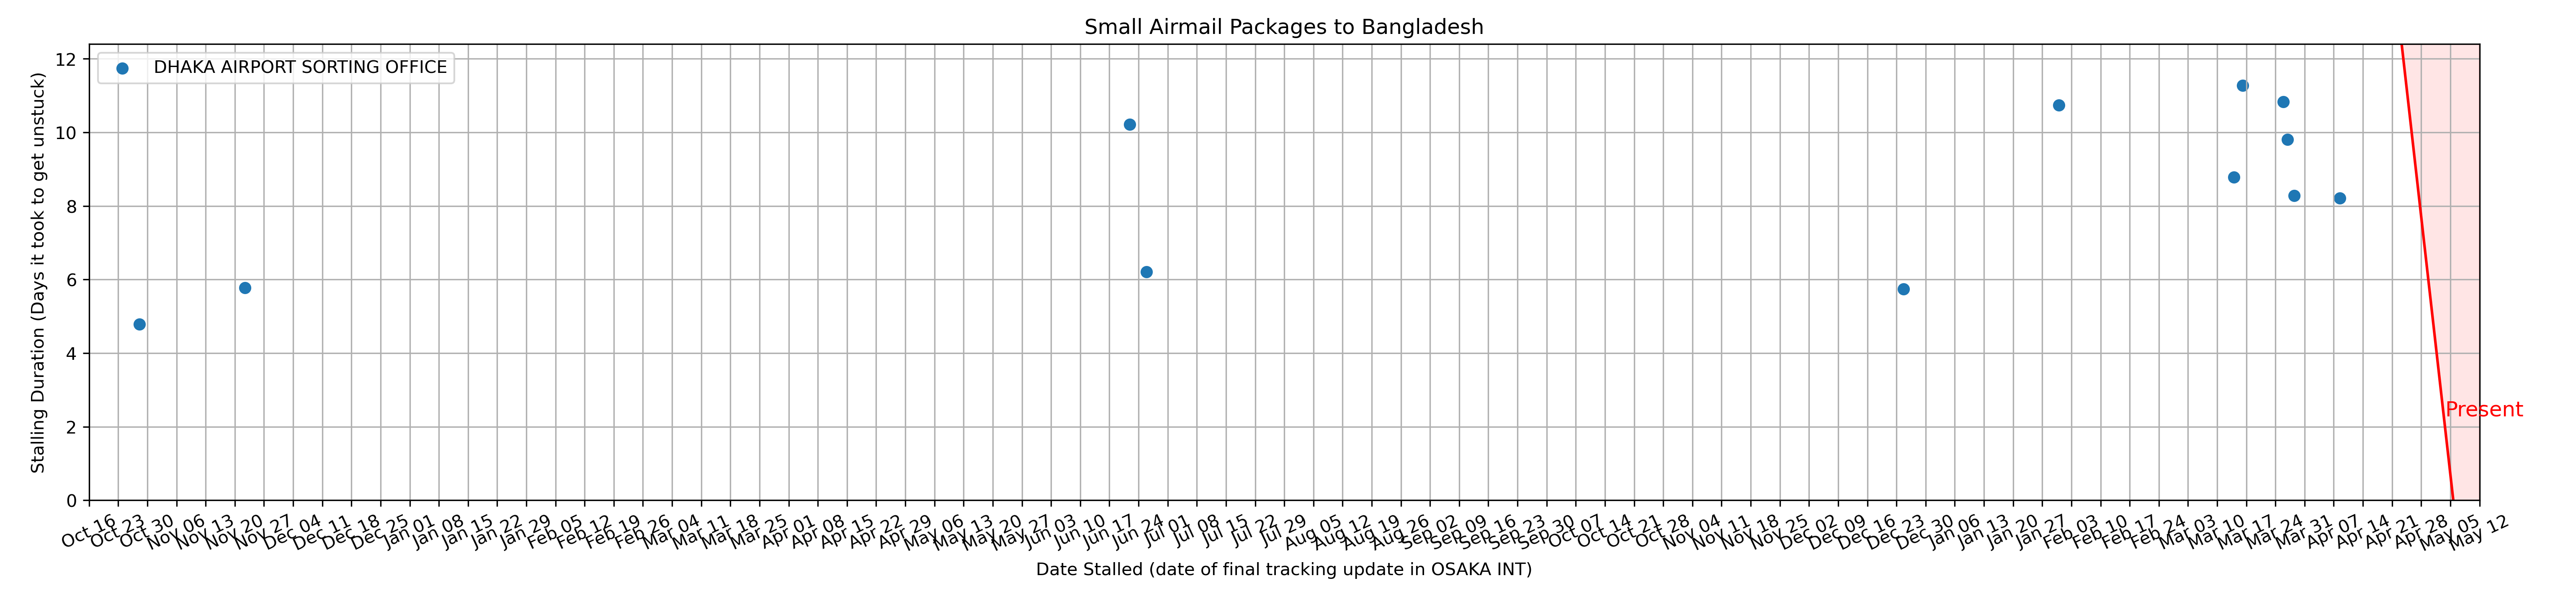 Small Airmail Packages to Bangladesh
DHAKA AIRPORT SORTING OFFICE
Stalling Duration (Days it took to get unstuck)
12
10
8
6
4
2
0
Present
Oct 16 Oct 23 Oct 30 Nov 06 Nov 13 Nov 20 Nov 27 Dec 04 Dec 11 Dec 18 Dec 25 Jan 01 Jan 08 Jan 15 Jan 22 Jan 29 Feb 05 Feb 12 Feb 19 Feb 26 Mar 04 Mar 11 Mar 18 Mar 25 Apr 01 Apr 08 Apr 15 Apr 22 Apr 29 May 06 May 13 May 20 May 27 Jun 03 Jun 10 Jun 17 Jun 24 Jul 01 Jul 08 Jul 15 Jul 22 Jul 29 Aug 05 Aug 12 Aug 19 Aug 26 Sep 02 Sep 09 Sep 16 Sep 23 Sep 30 Oct 07 Oct 14 Oct 21 Oct 28 Nov 04 Nov 11 Nov 18 Nov 25 Dec 02 Dec 09 Dec 16 Dec 23 Dec 30 Jan 06 Jan 13 Jan 20 Jan 27 Feb 03 Feb 10 Feb 17 Feb 24 Mar 03 Mar 10 Mar 17 Mar 24 Mar 31 Apr 07 Apr 14 Apr 21 Apr 28 May 05 May 12
Date Stalled (date of final tracking update in OSAKA INT)